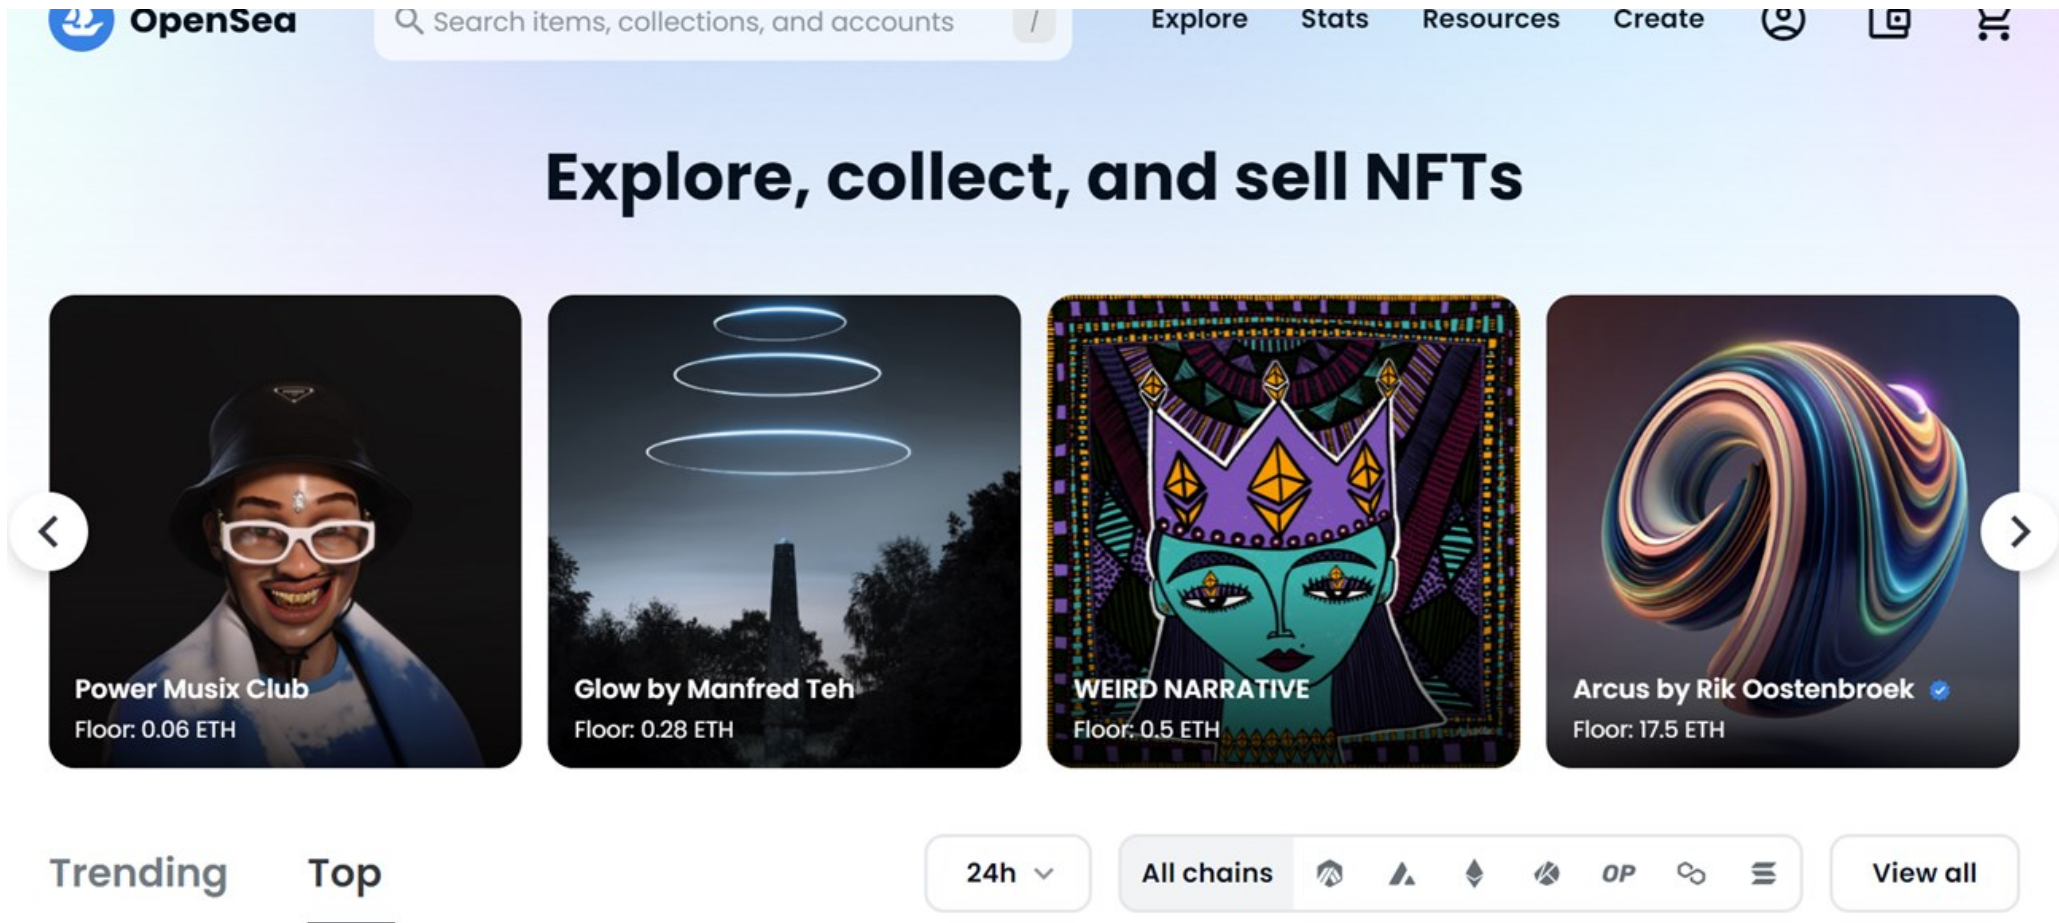 OpenSea
Search items, collections, and accounts
/
Explore
Stats
Resources
Create
Explore, collect, and sell NFTs
Power Musix Club
Floor: 0.06 ETH
Glow by Manfred Teh
Floor: 0.28 ETH
WEIRD NARRATIVE
Floor: 0.5 ETH
Arcus by Rik Oostenbroek
Floor: 17.5 ETH
Trending
Top
24h
All chains
OP
View all